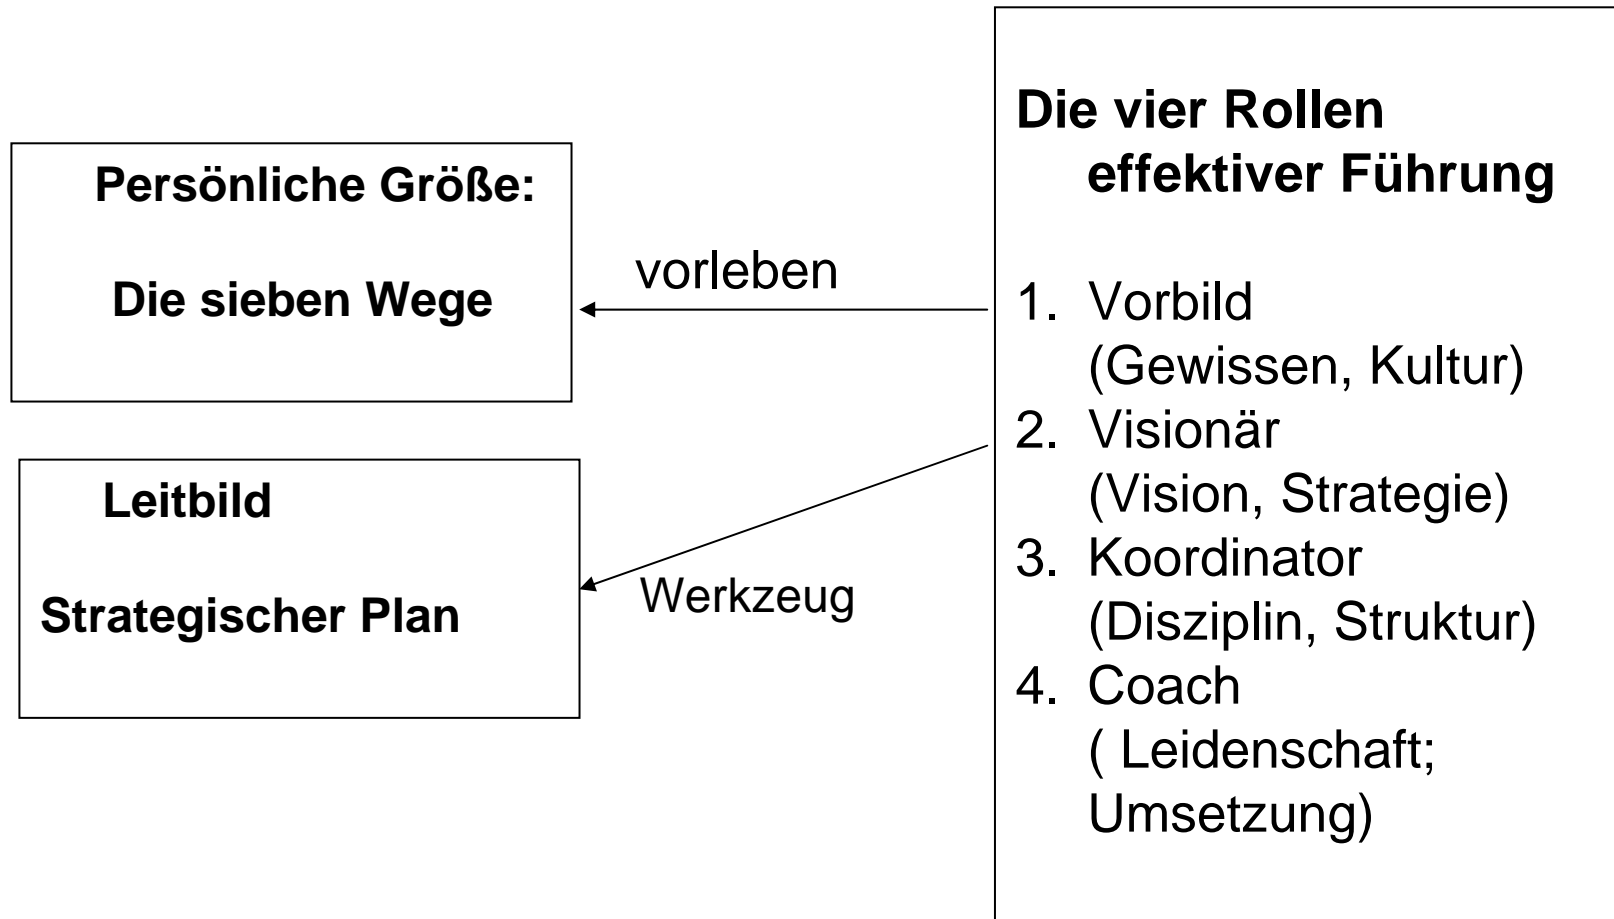 Persönliche Größe:
Die sieben Wege
Leitbild
Strategischer Plan
vorleben
Werkzeug
Die vier Rollen
effektiver Führung
1. Vorbild
(Gewissen, Kultur)
2. Visionär
(Vision, Strategie)
3. Koordinator
(Disziplin, Struktur)
4. Coach
( Leidenschaft;
Umsetzung)